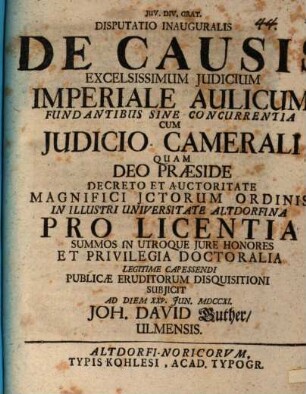 JUV. DIV. GRAT.
44.
DISPUTATIO INAUGURALIS
DE CAUSIS
EXCELSISSIMUM JUDICIUM
IMPERIALE AULICUM
FUNDANTIBUS SINE CONCURRENTIA
CUM
JUDICIO CAMERALI
QUAM
DEO PRÆSIDE
DECRETO ET AUCTORITATE
MAGNIFICI JCTORUM ORDINIS
IN ILLUSTRI UNIVERSITATE ALTDORFINA
PRO LICENTIA
SUMMOS IN UTROQUE JURE HONORES
ET PRIVILEGIA DOCTORALIA
LEGITIME CAPESSENDI
PUBLICÆ ERUDITORUM DISQUISITIONI
SUBJICIT
AD DIEM XXV. JUN. MDCCXI.
JOH. DAVID Luther/
ULMENSIS.
ALTDORFI-NORICORVM,
TYPIS KOHLESI, ACAD. TYPOGR.